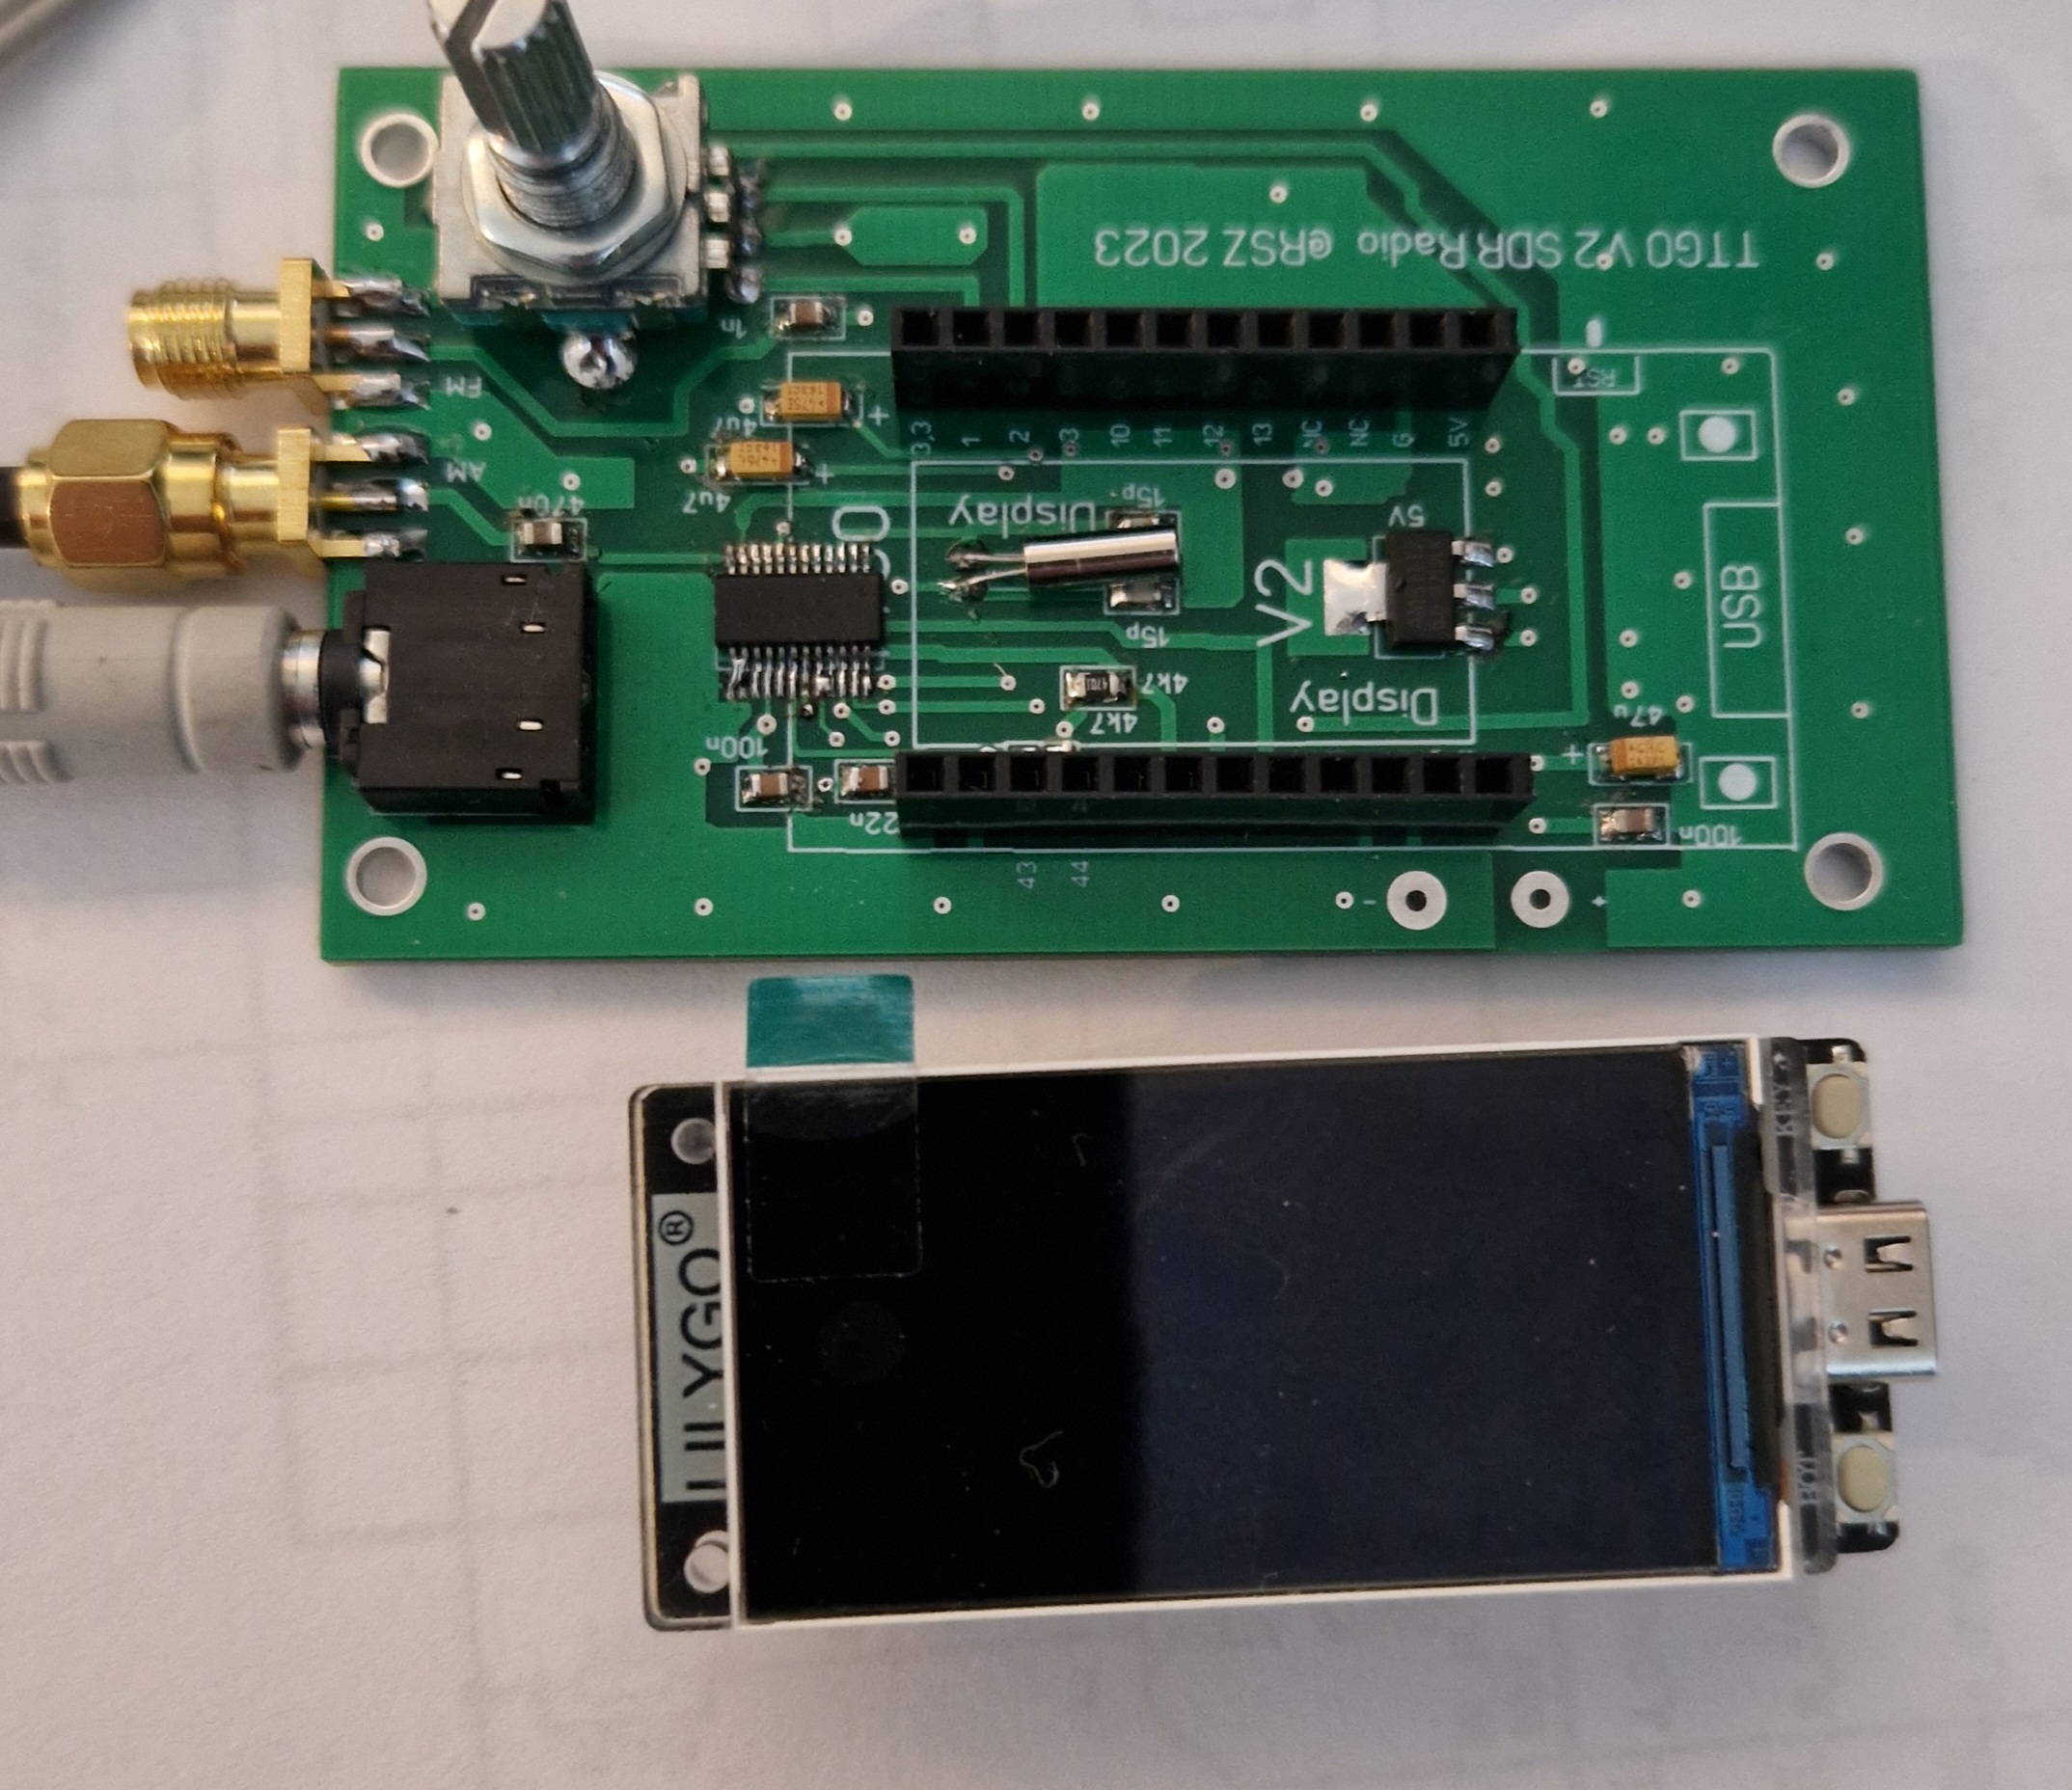 TTGO V2 SDR Radio @RSZ 2023
1n
RST
FM
4u7
+
3,3
1
2
3
10
11
12
13
NC
NC
G
5V
AM
4u7
+
470n
Display
15p
5V
V2
USB
15p
4k7
4k7
Display
47u
+
100n
22n
100n
43
44
-
+
LILYGO®
KEY
BOT